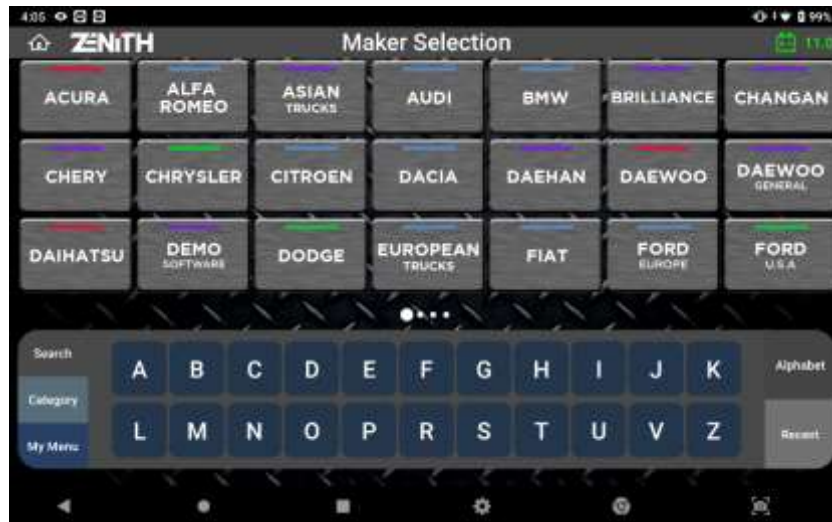 4:05 99%
ZENITH Maker Selection 11.0
ACURA ALFA ROMEO ASIAN TRUCKS AUDI BMW BRILLIANCE CHANGAN
CHERY CHRYSLER CITROEN DACIA DAEHAN DAEWOO DAEWOO GENERAL
DAIHATSU DEMO SOFTWARE DODGE EUROPEAN TRUCKS FIAT FORD EUROPE FORD U.S.A
Search
A B C D E F G H I J K
Alphabet
Category
L M N O P R S T U V Z
My Menu
Recent